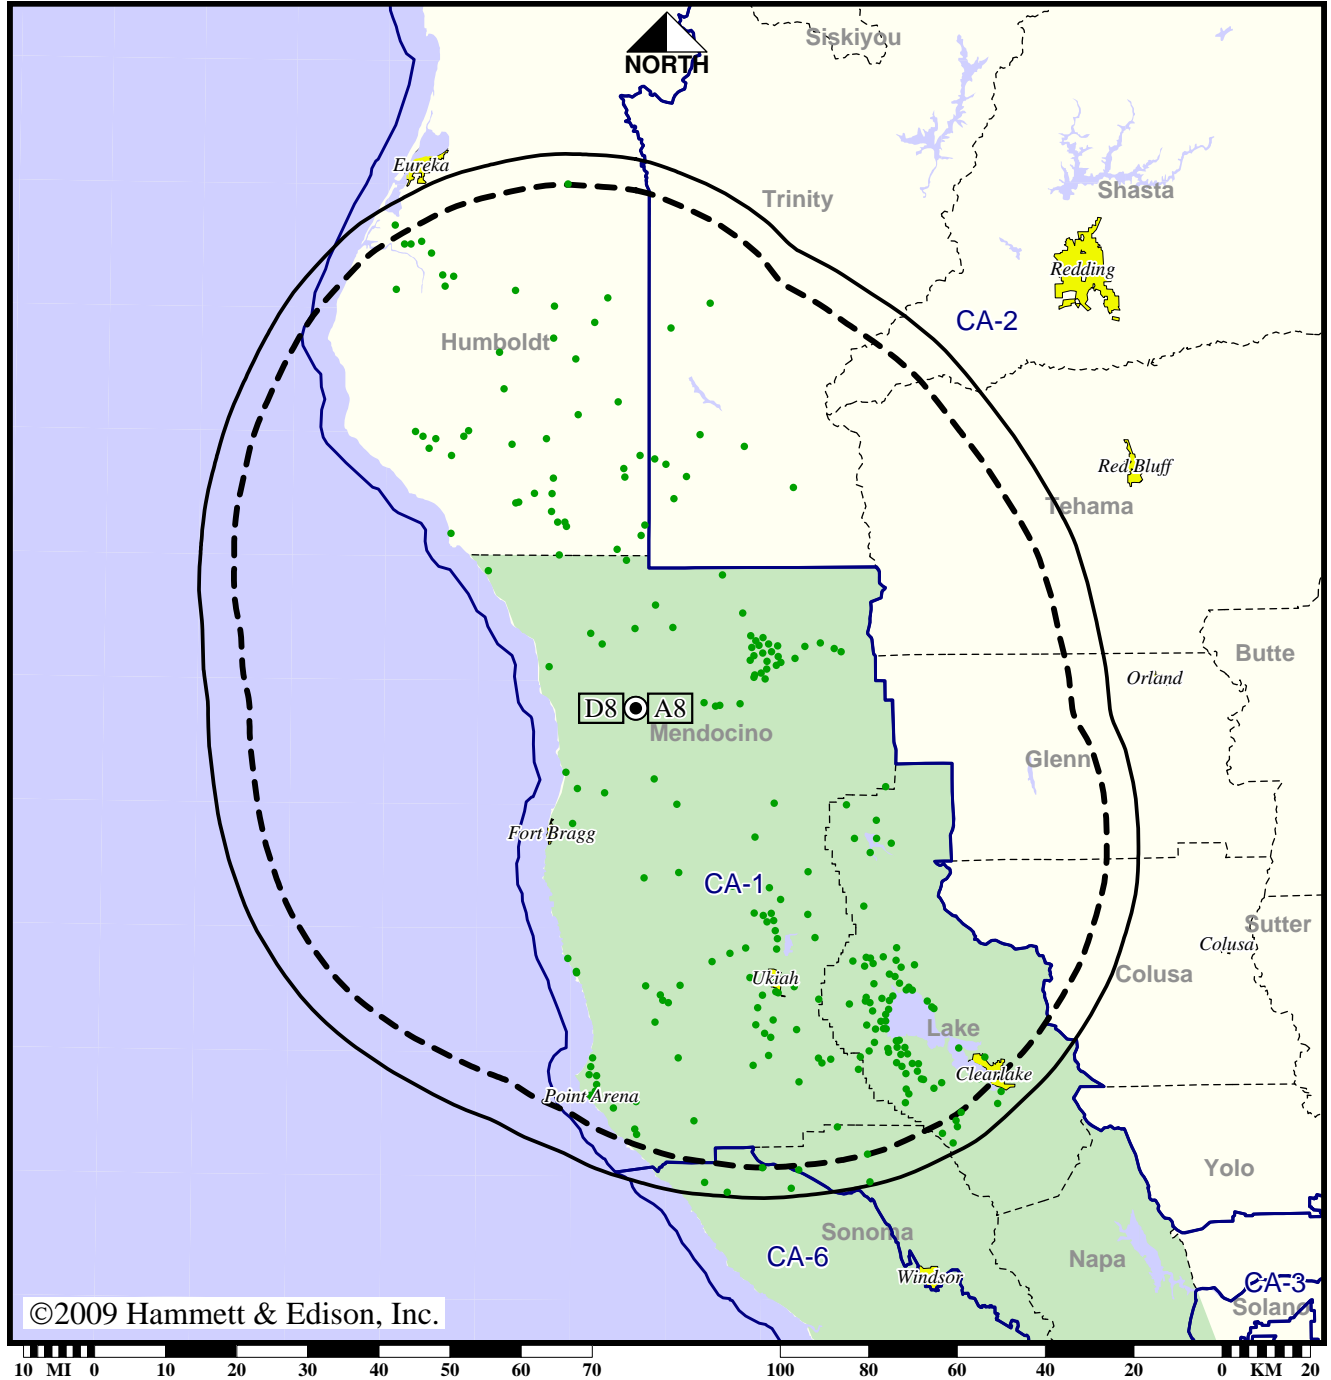 Siskiyou
NORTH
Eureka
Trinity
Shasta
Redding
CA-2
Humboldt
Red Bluff
Tehama
Butte
Orland
D8
A8
Mendocino
Glenn
Fort Bragg
CA-1
Sutter
Colusa
Colusa
Ukiah
Lake
Clearlake
Point Arena
Yolo
Sonoma
CA-6
Napa
Windsor
CA-3
Solano
©2009 Hammett & Edison, Inc.
10 MI 0 10 20 30 40 50 60 70 100 80 60 40 20 0 KM 20